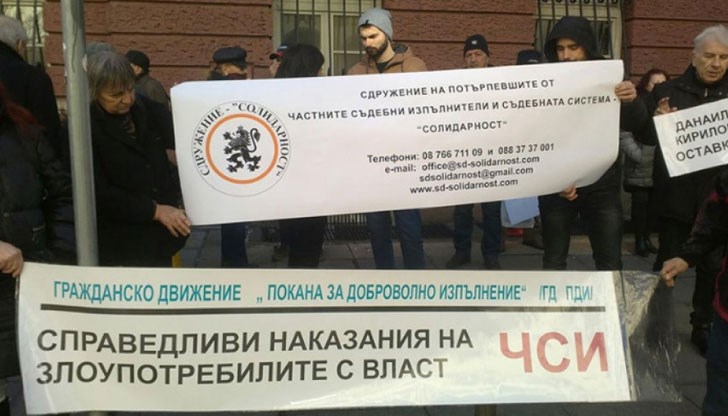 СДРУЖЕНИЕ - "СОЛИДАРНОСТ"
СДРУЖЕНИЕ НА ПОТЪРПЕВШИТЕ ОТ
ЧАСТНИТЕ СЪДЕБНИ ИЗПЪЛНИТЕЛИ И СЪДЕБНАТА СИСТЕМА -
"СОЛИДАРНОСТ"
Телефони: 08 766 711 09 и 088 37 37 001
e-mail: office@sd-solidarnost.com
sdsolidarnost@gmail.com
www.sd-solidarnost.com
ДАНАИЛ
КИРИЛО
ОСТАВК
ГРАЖДАНСКО ДВИЖЕНИЕ „ ПОКАНА ЗА ДОБРОВОЛНО ИЗПЪЛНЕНИЕ“ /ГД ПДИ/
СПРАВЕДЛИВИ НАКАЗАНИЯ НА
ЗЛОУПОТРЕБИЛИТЕ С ВЛАСТ ЧСИ